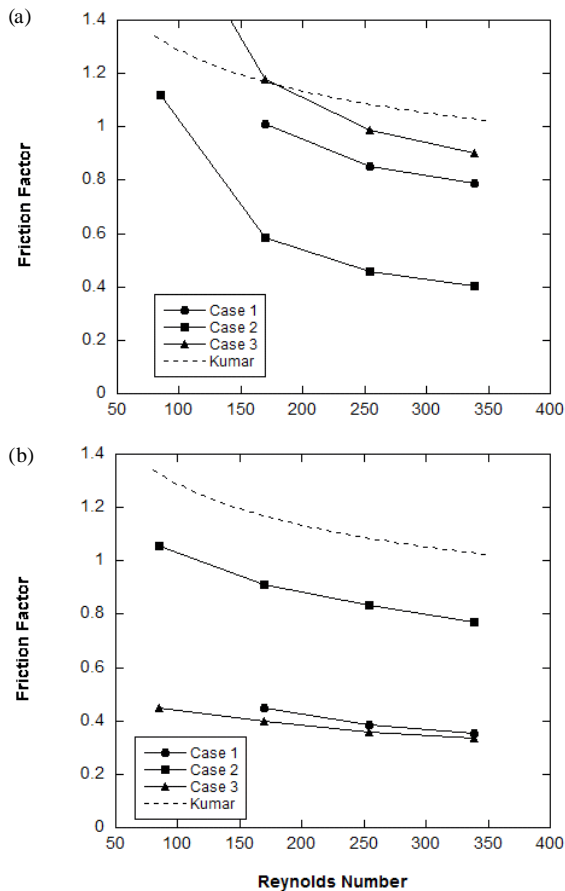 (a)
1.4
1.2
1
0.8
0.6
0.4
0.2
0
Friction Factor
Case 1
Case 2
Case 3
Kumar
50 100 150 200 250 300 350 400
(b)
1.4
1.2
1
0.8
0.6
0.4
0.2
0
Friction Factor
Case 1
Case 2
Case 3
Kumar
50 100 150 200 250 300 350 400
Reynolds Number